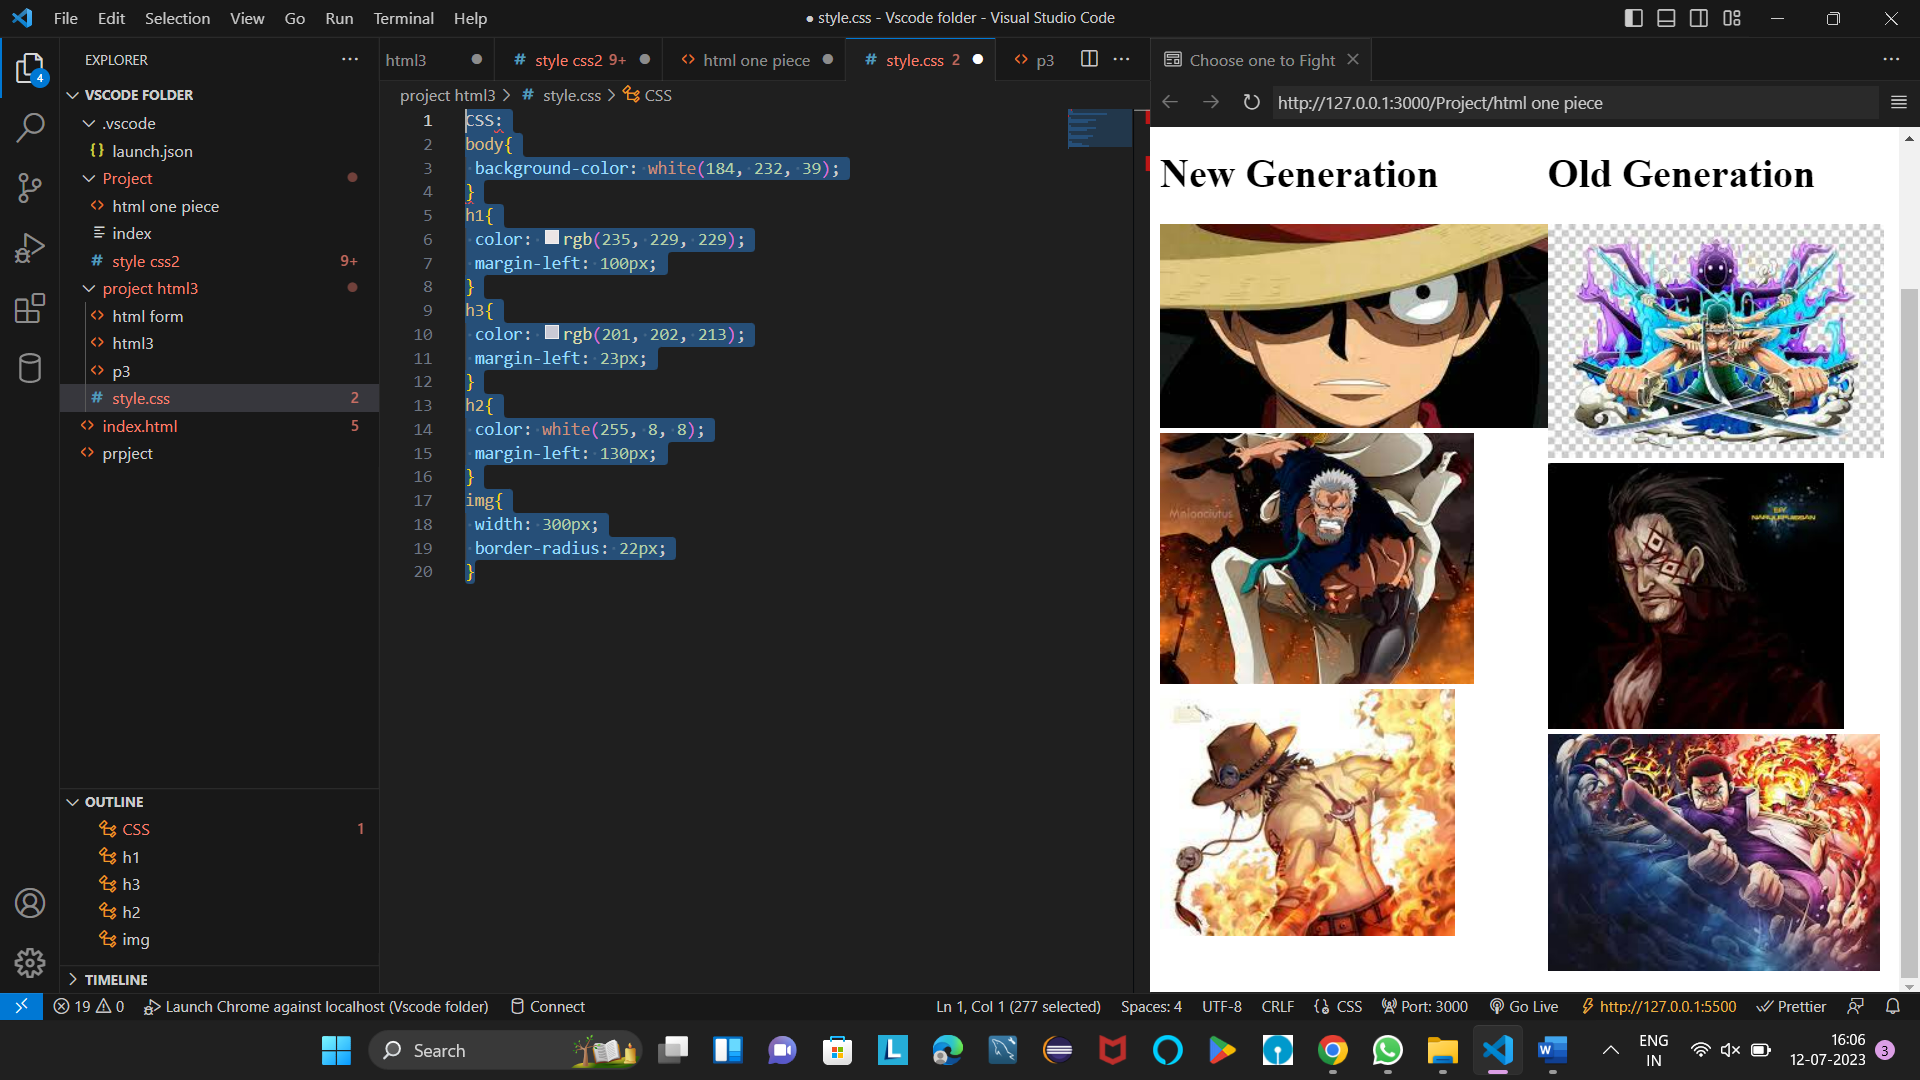 File Edit Selection View Go Run Terminal Help
● style.css - Vscode folder - Visual Studio Code
EXPLORER
html3
# style css2 9+
<> html one piece
# style.css 2
<> p3
Choose one to Fight
VSCODE FOLDER
project html3 > # style.css > CSS
http://127.0.0.1:3000/Project/html one piece
.vscode
{} launch.json
Project
<> html one piece
index
# style css2 9+
project html3
<> html form
<> html3
<> p3
# style.css 2
<> index.html 5
<> prpject
4
1 CSS:
2 body{
3 background-color: white(184, 232, 39);
4 }
5 h1{
6 color: rgb(235, 229, 229);
7 margin-left: 100px;
8 }
9 h3{
10 color: rgb(201, 202, 213);
11 margin-left: 23px;
12 }
13 h2{
14 color: white(255, 8, 8);
15 margin-left: 130px;
16 }
17 img{
18 width: 300px;
19 border-radius: 22px;
20 }
New Generation
Old Generation
OUTLINE
CSS 1
h1
h3
h2
img
TIMELINE
19 0 Launch Chrome against localhost (Vscode folder) Connect
Ln 1, Col 1 (277 selected) Spaces: 4 UTF-8 CRLF {} CSS Port: 3000 Go Live http://127.0.0.1:5500 Prettier
Search
L
W
ENG
IN
16:06
12-07-2023
3